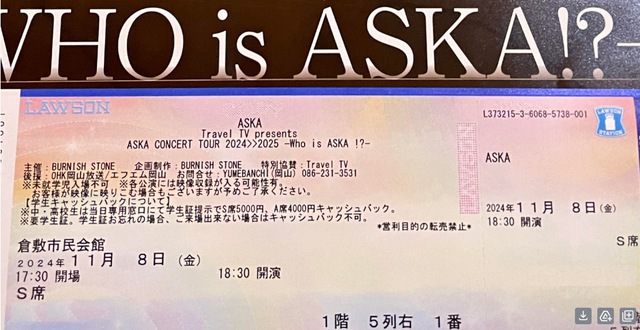 WHO is ASKA!?-
LAWSON
L373215-3-6068-5738-001
LAWSON
STATION
ASKA
Travel TV presents
ASKA CONCERT TOUR 2024>>2025 -Who is ASKA !?-
主催：BURNISH STONE 企画制作：BURNISH STONE 特別協賛：Travel TV
後援：OHK岡山放送/エフエム岡山 お問合せ：YUMEBANCHI(岡山) 086-231-3531
※未就学児入場不可 ※各公演には映像収録が入る可能性有。
お客様が映像に映りこむ場合もございますが予めご了承ください。
【学生キャッシュバックについて】
※中・高校生は当日専用窓口にて学生証提示でS席5000円、A席4000円キャッシュバック。
※要学生証。学生証お忘れの場合、ご来場出来ない場合はキャッシュバック不可。
*営利目的の転売禁止*
倉敷市民会館
2024年11月 8日（金）
17:30 開場 18:30 開演
S席
1階 5列右 1番
ASKA
2024年11月 8日(金)
18:30 開演
S席